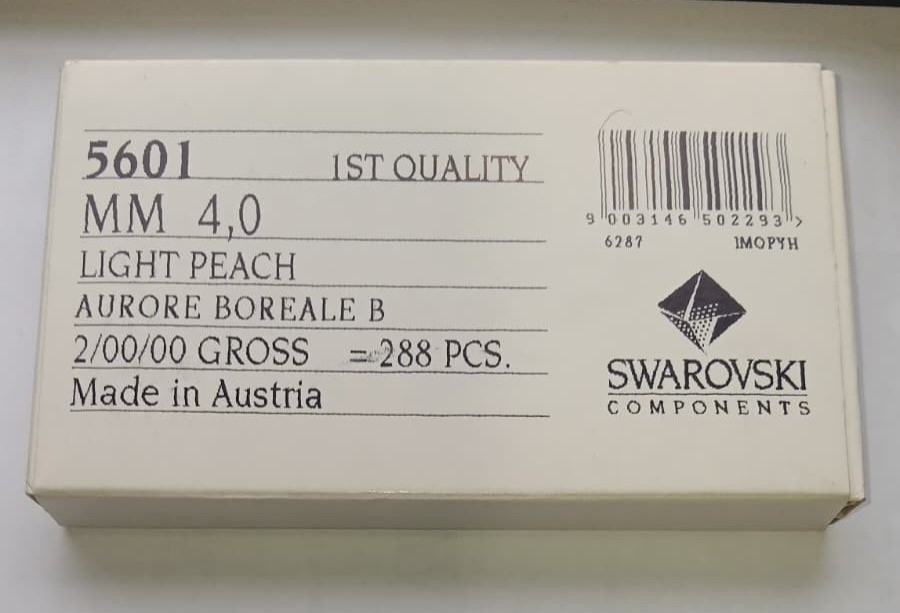 5601 1ST QUALITY
MM 4,0
LIGHT PEACH
AURORE BOREALE B
2/00/00 GROSS = 288 PCS.
Made in Austria
9 003146 502293 >
6287 1MOPYH
SWAROVSKI
COMPONENTS